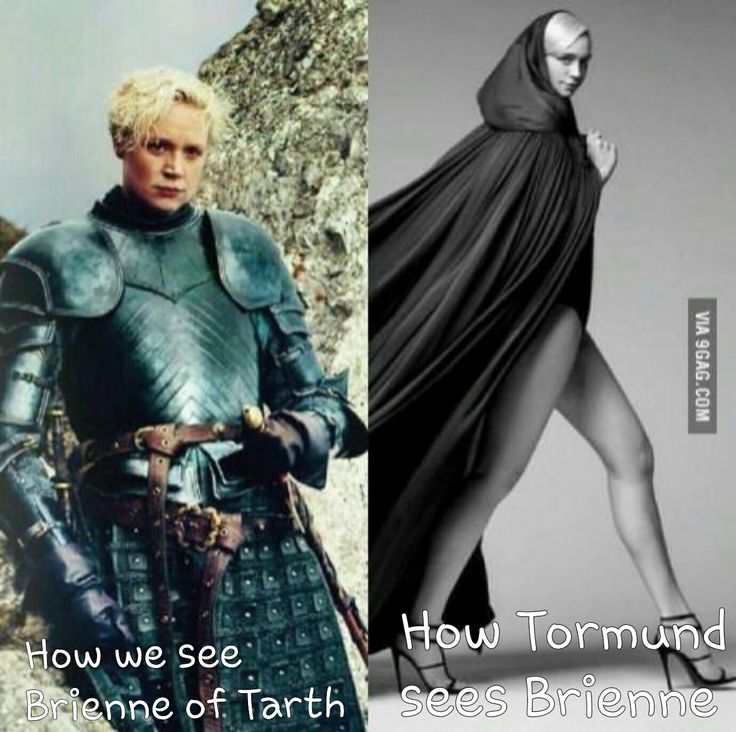 How we see
Brienne of Tarth
How Tormund
sees Brienne
VIA 9GAG.COM